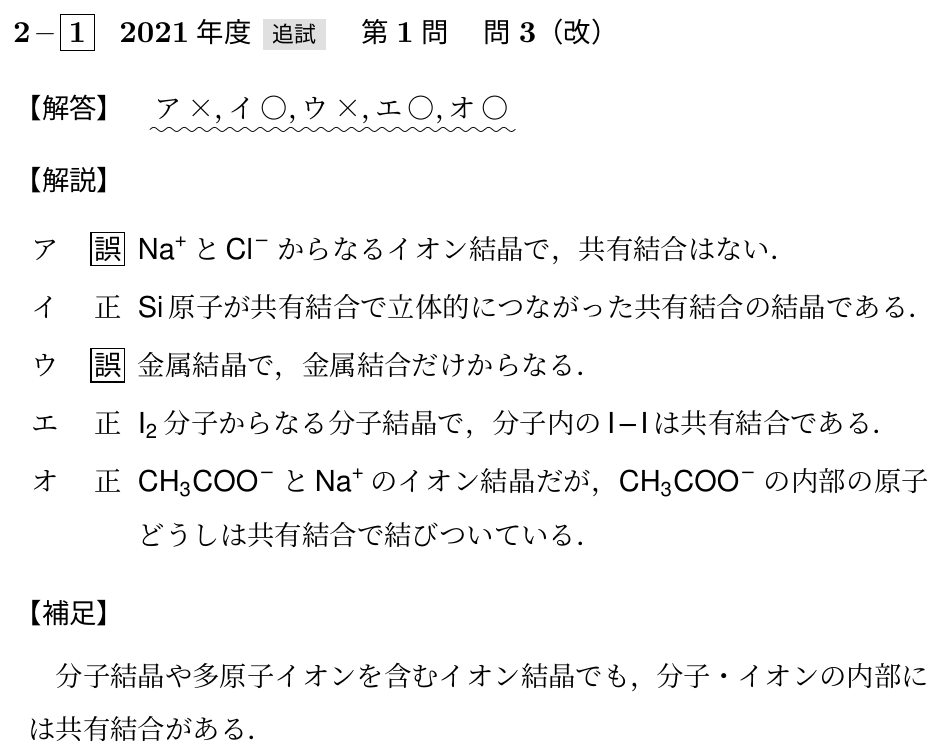 2－1 2021年度 追試 第1問 問3（改）
【解答】 ア×,イ○,ウ×,エ○,オ○
【解説】
ア 誤 Na⁺とCl⁻からなるイオン結晶で，共有結合はない．
イ 正 Si原子が共有結合で立体的につながった共有結合の結晶である．
ウ 誤 金属結晶で，金属結合だけからなる．
エ 正 I₂分子からなる分子結晶で，分子内のI－Iは共有結合である．
オ 正 CH₃COO⁻とNa⁺のイオン結晶だが，CH₃COO⁻の内部の原子
どうしは共有結合で結びついている．
【補足】
分子結晶や多原子イオンを含むイオン結晶でも，分子・イオンの内部に
は共有結合がある．